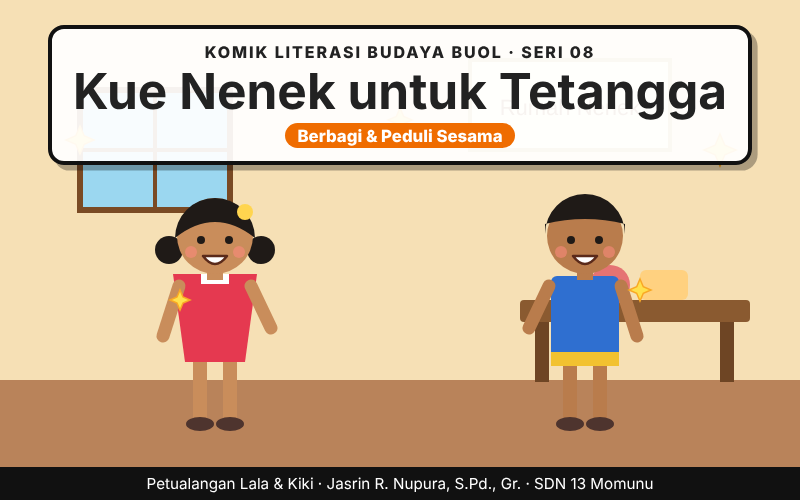 KOMIK LITERASI BUDAYA BUOL · SERI 08
Kue Nenek untuk Tetangga
Berbagi & Peduli Sesama
Petualangan Lala & Kiki · Jasrin R. Nupura, S.Pd., Gr. · SDN 13 Momunu